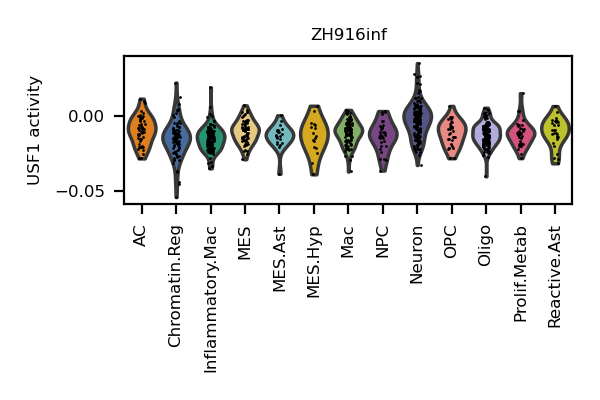 ZH916inf
USF1 activity
0.00
−0.05
AC
Chromatin.Reg
Inflammatory.Mac
MES
MES.Ast
MES.Hyp
Mac
NPC
Neuron
OPC
Oligo
Prolif.Metab
Reactive.Ast